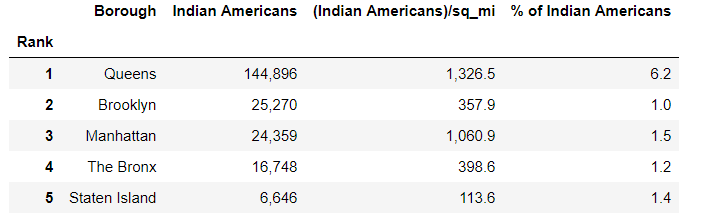 Borough Indian Americans (Indian Americans)/sq_mi % of Indian Americans
Rank
1 Queens 144,896 1,326.5 6.2
2 Brooklyn 25,270 357.9 1.0
3 Manhattan 24,359 1,060.9 1.5
4 The Bronx 16,748 398.6 1.2
5 Staten Island 6,646 113.6 1.4